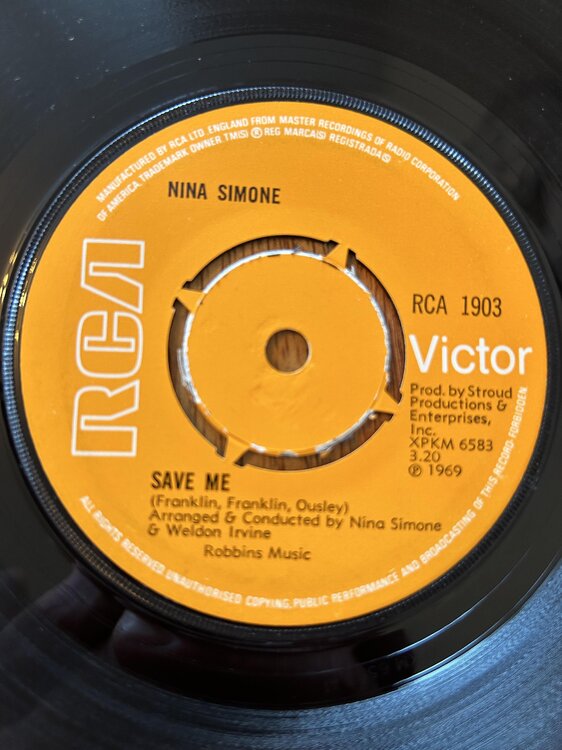 MANUFACTURED BY RCA LTD. ENGLAND FROM MASTER RECORDINGS OF RADIO CORPORATION
OF AMERICA. TRADEMARK OWNER. TM(S) ® REG MARCA(S) REGISTRADA(S)
NINA SIMONE
RCA
RCA 1903
Victor
Prod. by Stroud
Productions &
Enterprises,
Inc.
XPKM 6583
3.20
℗ 1969
SAVE ME
(Franklin, Franklin, Ousley)
Arranged & Conducted by Nina Simone
& Weldon Irvine
Robbins Music
ALL RIGHTS RESERVED UNAUTHORISED COPYING, PUBLIC PERFORMANCE AND BROADCASTING OF THIS RECORD FORBIDDEN